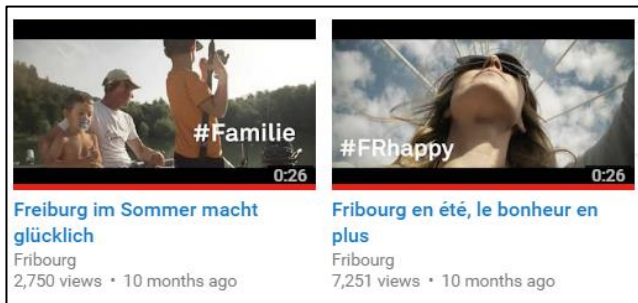 #Familie
0:26
Freiburg im Sommer macht
glücklich
Fribourg
2,750 views • 10 months ago
#FRhappy
0:26
Fribourg en été, le bonheur en
plus
Fribourg
7,251 views • 10 months ago